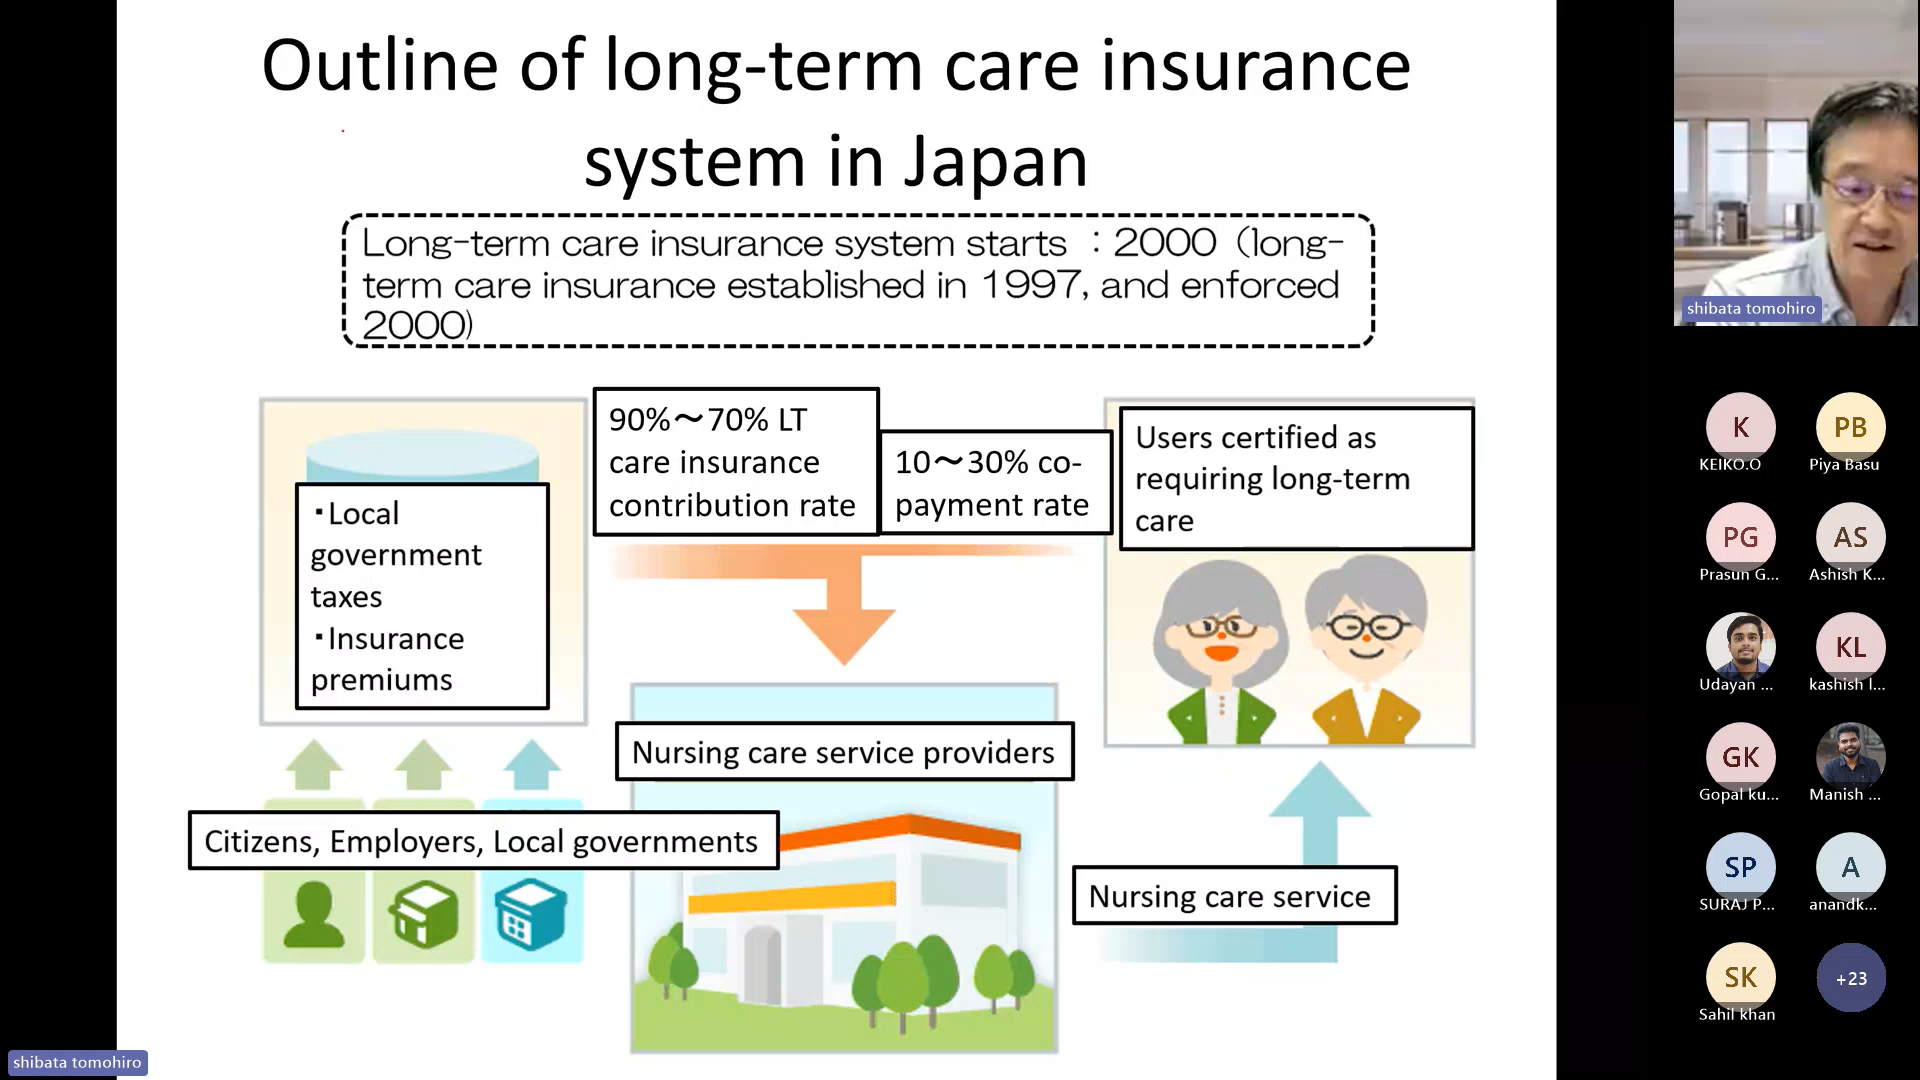 Outline of long-term care insurance
system in Japan
Long-term care insurance system starts ：2000（long-
term care insurance established in 1997, and enforced
2000)
・Local
government
taxes
・Insurance
premiums
90%～70% LT
care insurance
contribution rate
10～30% co-
payment rate
Users certified as
requiring long-term
care
Nursing care service providers
Citizens, Employers, Local governments
Nursing care service
shibata tomohiro
shibata tomohiro
K
KEIKO.O
PB
Piya Basu
PG
Prasun G...
AS
Ashish K...
Udayan ...
KL
kashish l...
GK
Gopal ku...
Manish ...
SP
SURAJ P...
A
anandk...
SK
Sahil khan
+23